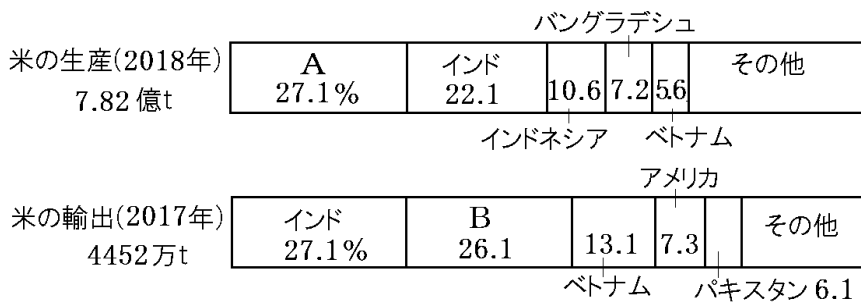 バングラデシュ
米の生産(2018年)
7.82億t
A
27.1%
インド
22.1
10.6
7.2
5.6
その他
インドネシア
ベトナム
アメリカ
米の輸出(2017年)
4452万t
インド
27.1%
B
26.1
13.1
7.3
その他
ベトナム
パキスタン 6.1